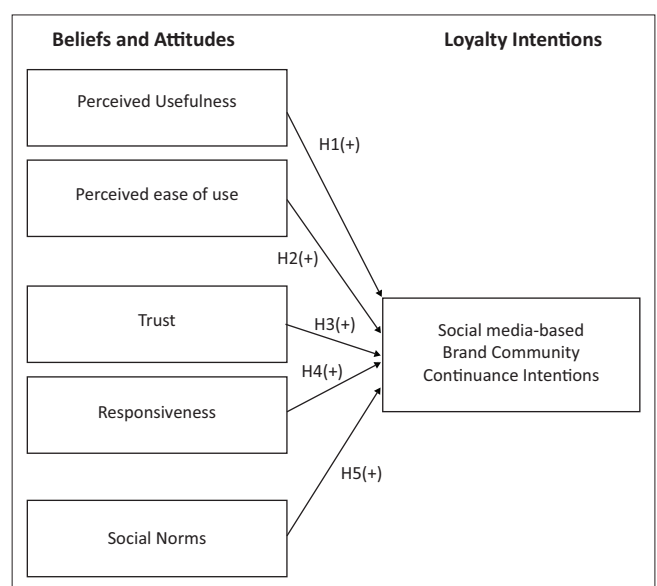 Beliefs and Attitudes
Loyalty Intentions
Perceived Usefulness
H1(+)
Perceived ease of use
H2(+)
Trust
H3(+)
Social media-based
Brand Community
Continuance Intentions
H4(+)
Responsiveness
H5(+)
Social Norms